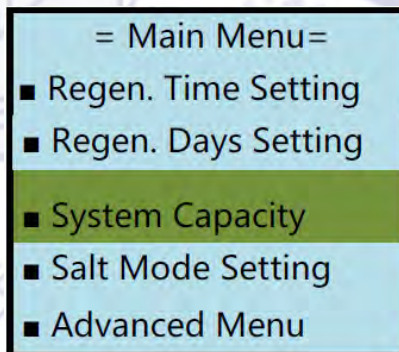 = Main Menu=
■ Regen. Time Setting
■ Regen. Days Setting
■ System Capacity
■ Salt Mode Setting
■ Advanced Menu